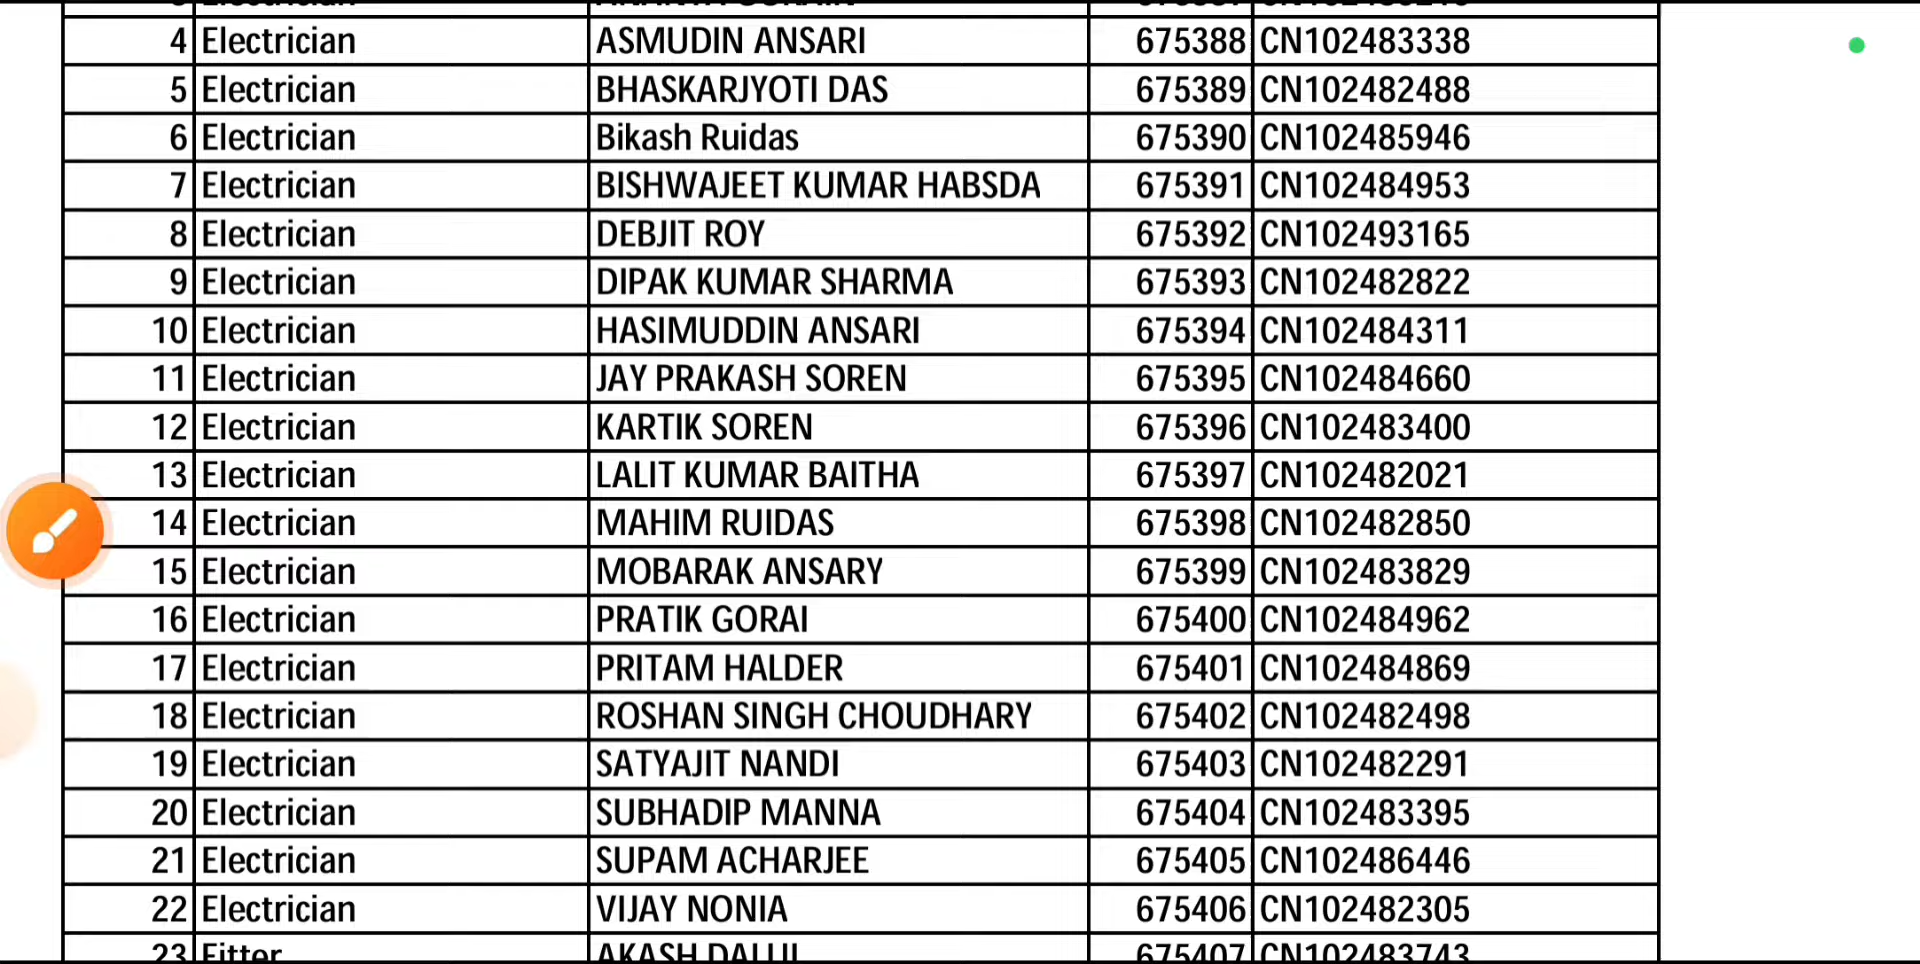 4 Electrician ASMUDIN ANSARI 675388 CN102483338
5 Electrician BHASKARJYOTI DAS 675389 CN102482488
6 Electrician Bikash Ruidas 675390 CN102485946
7 Electrician BISHWAJEET KUMAR HABSDA 675391 CN102484953
8 Electrician DEBJIT ROY 675392 CN102493165
9 Electrician DIPAK KUMAR SHARMA 675393 CN102482822
10 Electrician HASIMUDDIN ANSARI 675394 CN102484311
11 Electrician JAY PRAKASH SOREN 675395 CN102484660
12 Electrician KARTIK SOREN 675396 CN102483400
13 Electrician LALIT KUMAR BAITHA 675397 CN102482021
14 Electrician MAHIM RUIDAS 675398 CN102482850
15 Electrician MOBARAK ANSARY 675399 CN102483829
16 Electrician PRATIK GORAI 675400 CN102484962
17 Electrician PRITAM HALDER 675401 CN102484869
18 Electrician ROSHAN SINGH CHOUDHARY 675402 CN102482498
19 Electrician SATYAJIT NANDI 675403 CN102482291
20 Electrician SUBHADIP MANNA 675404 CN102483395
21 Electrician SUPAM ACHARJEE 675405 CN102486446
22 Electrician VIJAY NONIA 675406 CN102482305
23 Fitter AKASH 675407 CN102483743